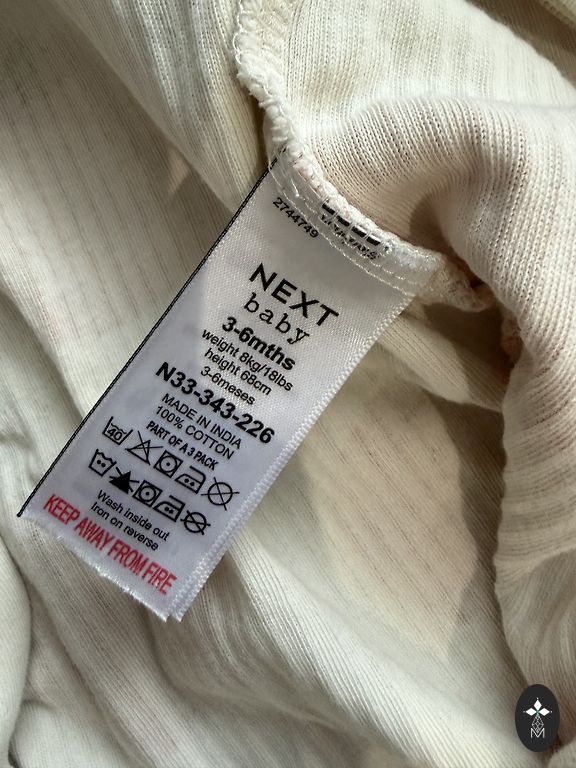 2744749
NEXT
baby
3-6mths
weight 8kg/18lbs
height 68cm
3-6meses
N33-343-226
MADE IN INDIA
100% COTTON
PART OF A 3 PACK
40
Wash inside out
Iron on reverse
KEEP AWAY FROM FIRE
M